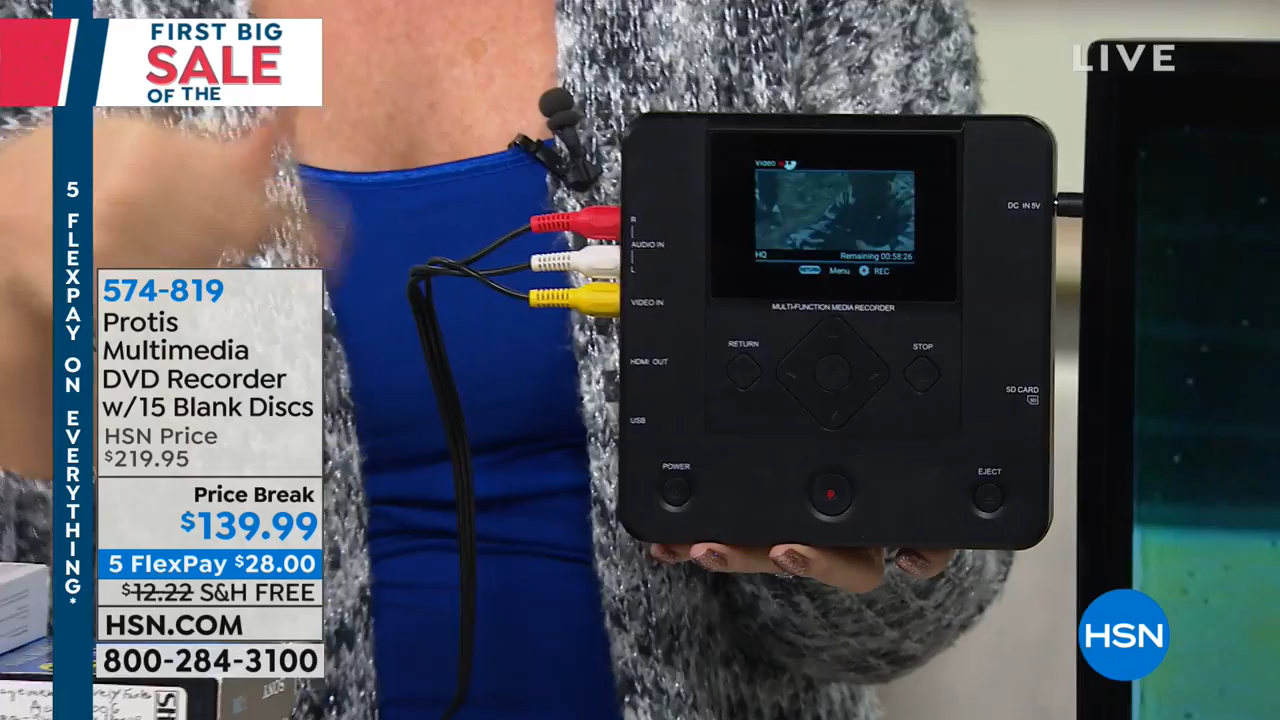 FIRST BIG
SALE
OF THE
LIVE
5 FLEXPAY ON EVERYTHING*
574-819
Protis
Multimedia
DVD Recorder
w/15 Blank Discs
HSN Price
$219.95
Price Break
$139.99
5 FlexPay $28.00
$12.22 S&H FREE
HSN.COM
800-284-3100
Video
HQ
Remaining 00:58:26
RETURN Menu REC
MULTI-FUNCTION MEDIA RECORDER
R
AUDIO IN
L
VIDEO IN
HDMI OUT
USB
DC IN 5V
SD CARD
RETURN
STOP
POWER
EJECT
HSN
SONY